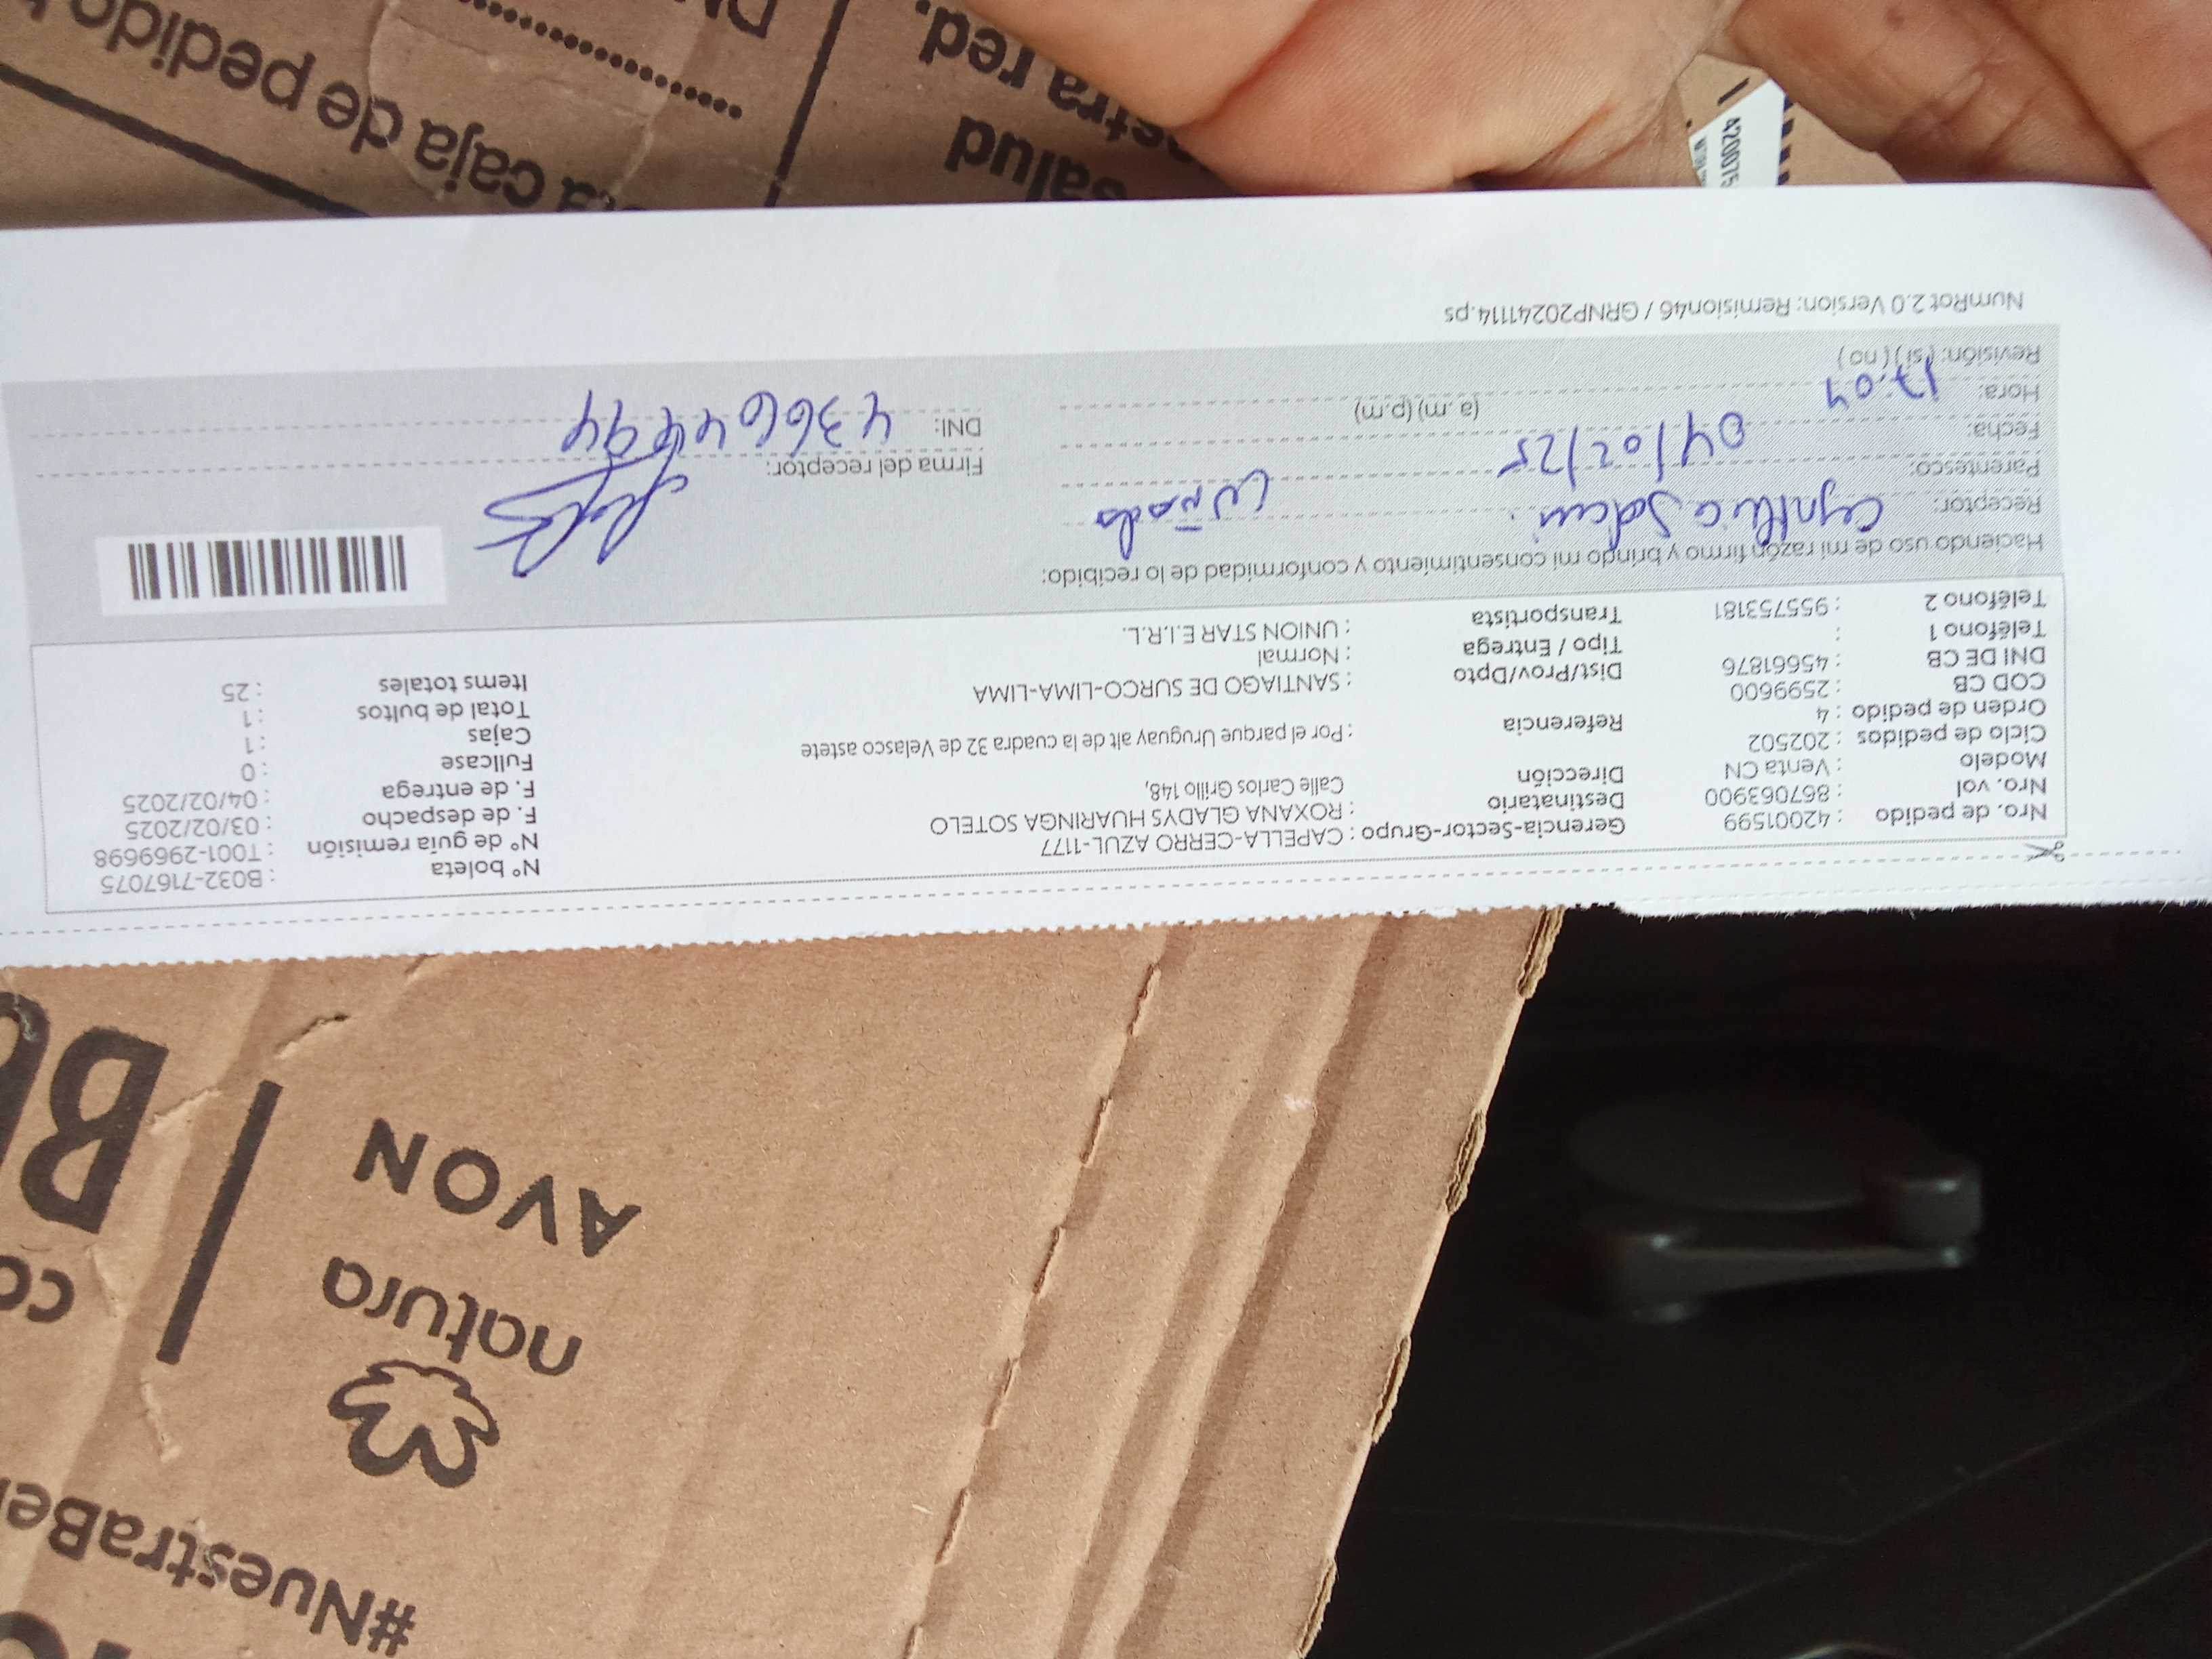 Nro. de pedido : 42001599
Nro. vol : 867063900
Modelo : Venta CN
Ciclo de pedidos : 202502
Orden de pedido : 4
COD CB : 2599600
DNI DE CB : 45661876
Teléfono 1 :
Teléfono 2 : 955753181
Gerencia-Sector-Grupo : CAPELLA-CERRO AZUL-1177
Destinatario : ROXANA GLADYS HUARINGA SOTELO
Dirección Calle Carlos Grillo 148,
Referencia : Por el parque Uruguay alt de la cuadra 32 de Velasco astete
Dist/Prov/Dpto : SANTIAGO DE SURCO-LIMA-LIMA
Tipo / Entrega : Normal
Transportista : UNION STAR E.I.R.L.
N° boleta : B032-7167075
N° de guía remisión : T001-2969698
F. de despacho : 03/02/2025
F. de entrega : 04/02/2025
Fullcase : 0
Cajas : 1
Total de bultos : 1
Items totales : 25
Haciendo uso de mi razón firmo y brindo mi consentimiento y conformidad de lo recibido:
Receptor:
Parentesco: Cuñada
Fecha: 04/02/25
Hora: 17:04 (a. m) (p.m)
Revisión: (si) (no)
Firma del receptor:
DNI: 43664494
NumRot 2.0 Version: Remision46 / GRNP20241114.ps
caja de pedido
salud
red.
#NuestraBe
natura
AVON